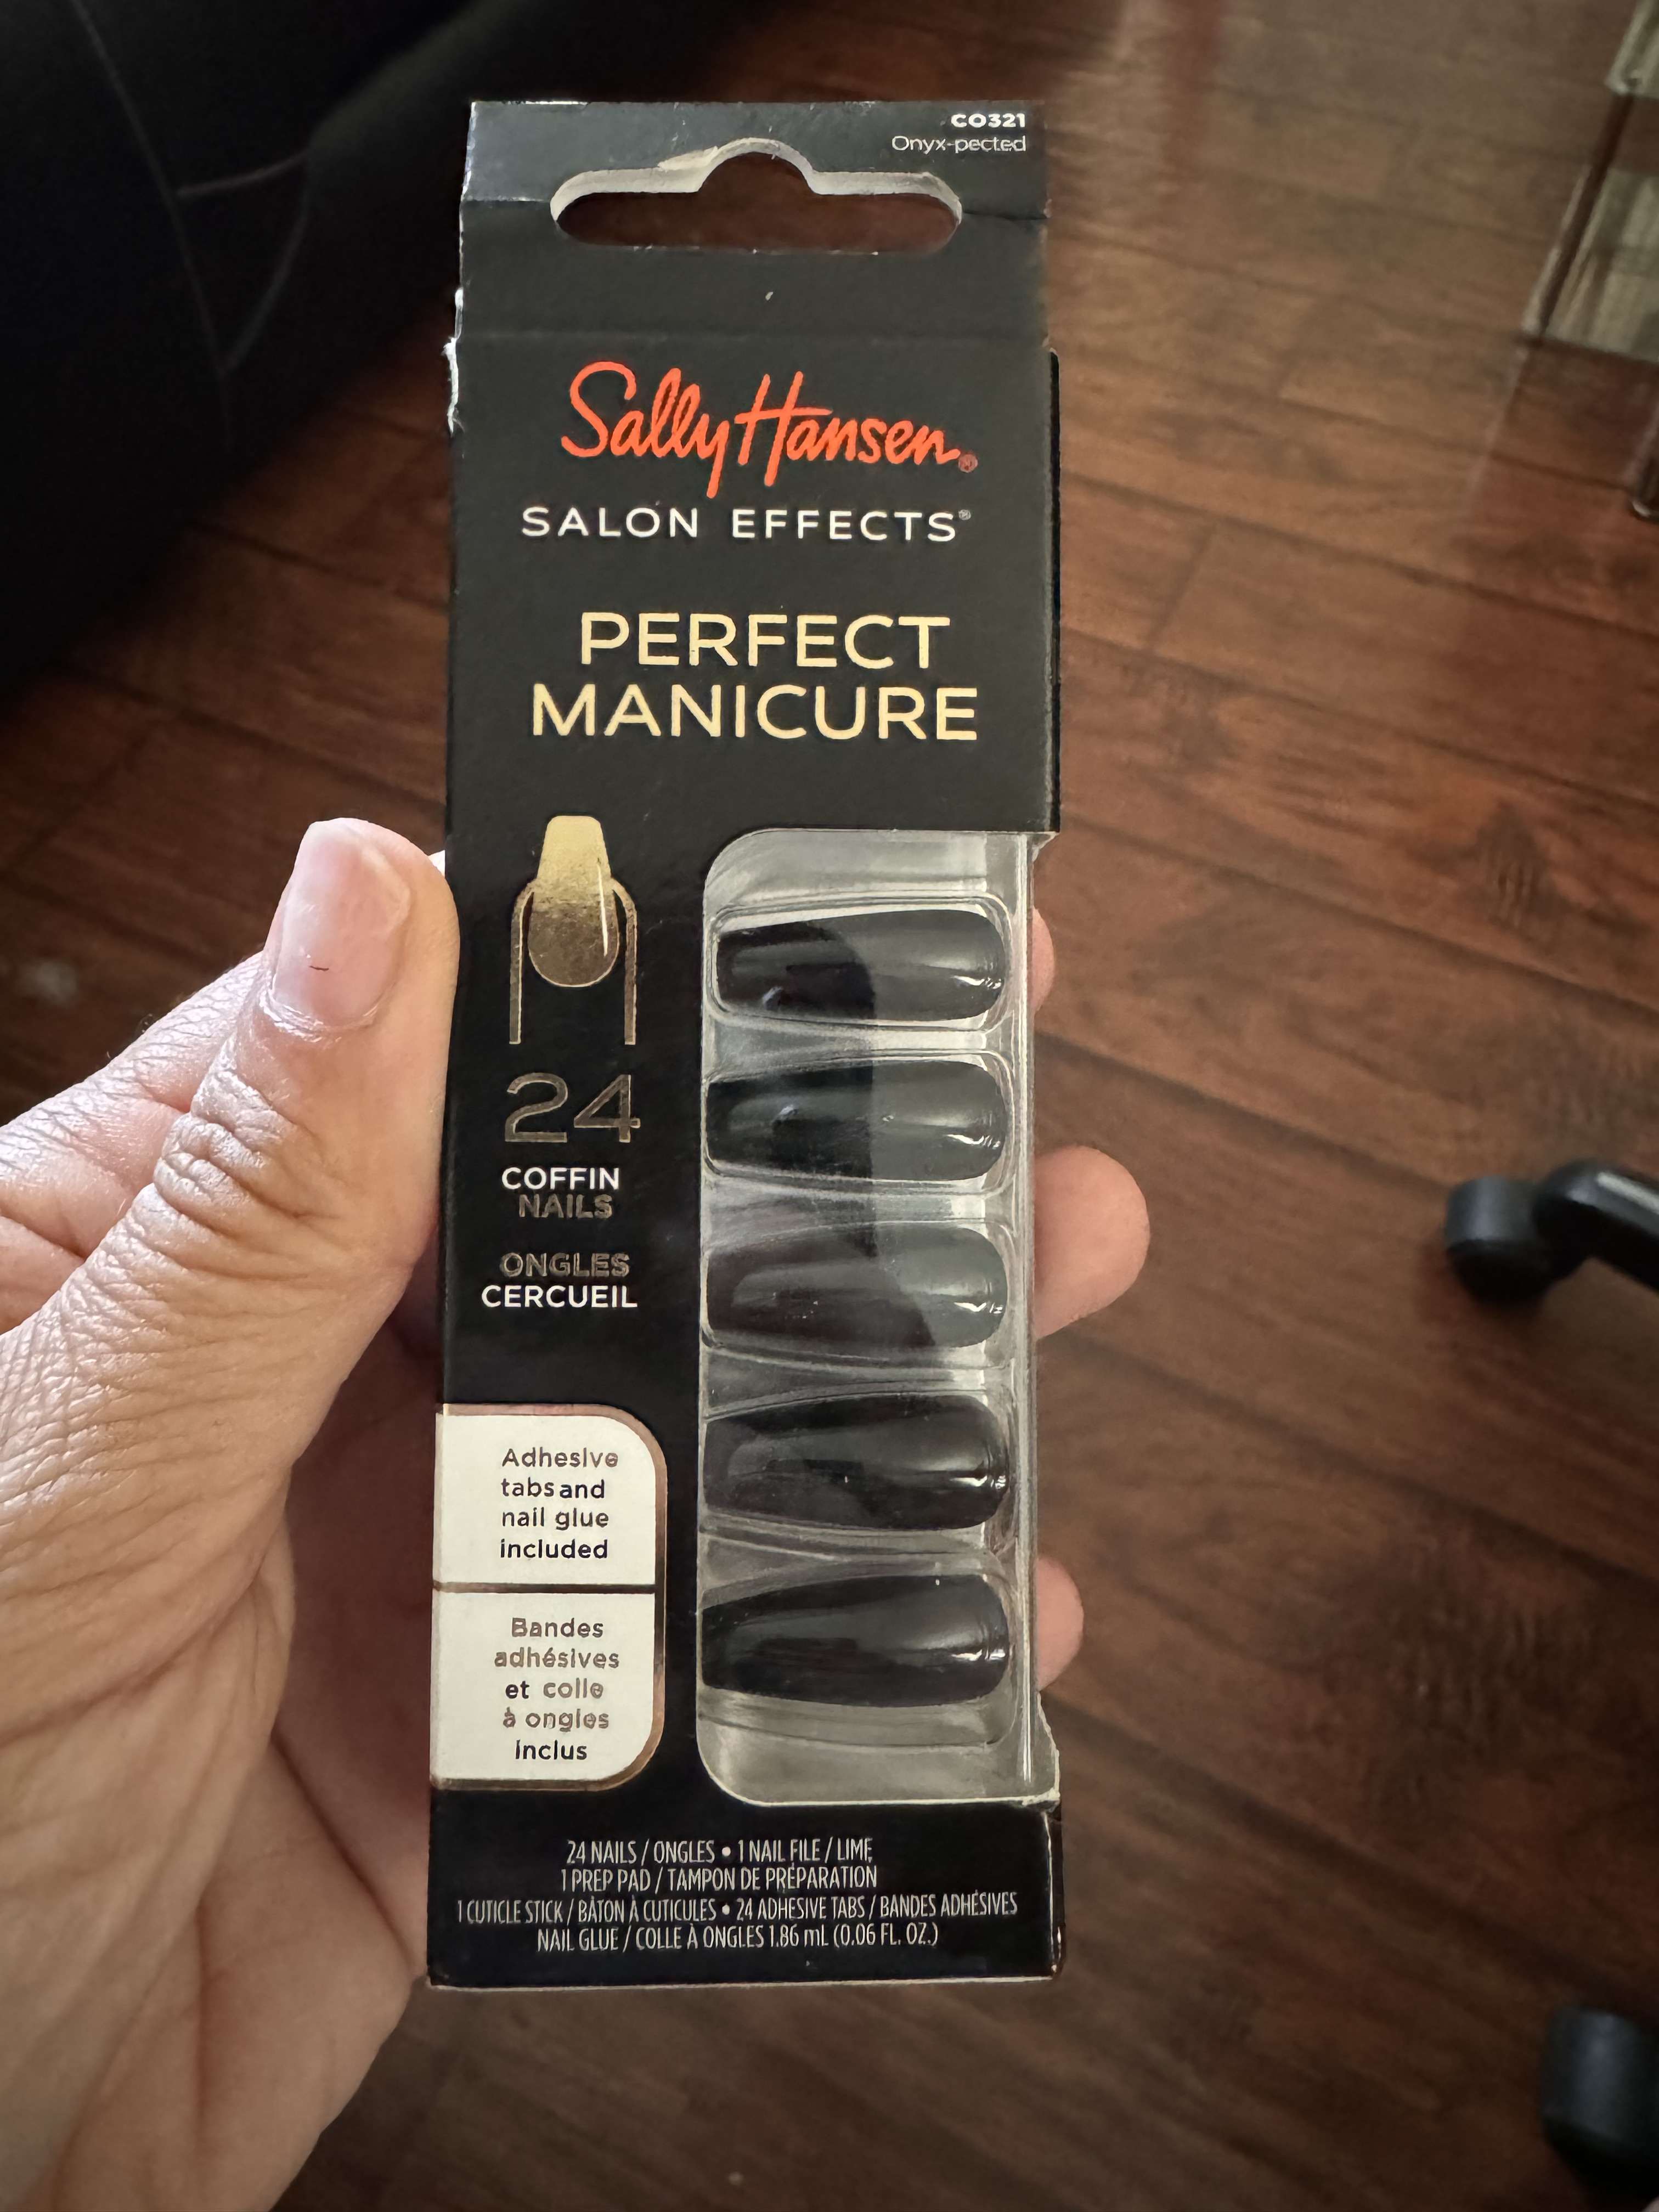 CO321
Onyx-pected
Sally Hansen®
SALON EFFECTS®
PERFECT
MANICURE
24
COFFIN
NAILS
ONGLES
CERCUEIL
Adhesive
tabs and
nail glue
included
Bandes
adhésives
et colle
à ongles
inclus
24 NAILS / ONGLES • 1 NAIL FILE / LIME
1 PREP PAD / TAMPON DE PRÉPARATION
1 CUTICLE STICK / BÂTON À CUTICULES • 24 ADHESIVE TABS / BANDES ADHÉSIVES
NAIL GLUE / COLLE À ONGLES 1.86 mL (0.06 FL. OZ.)